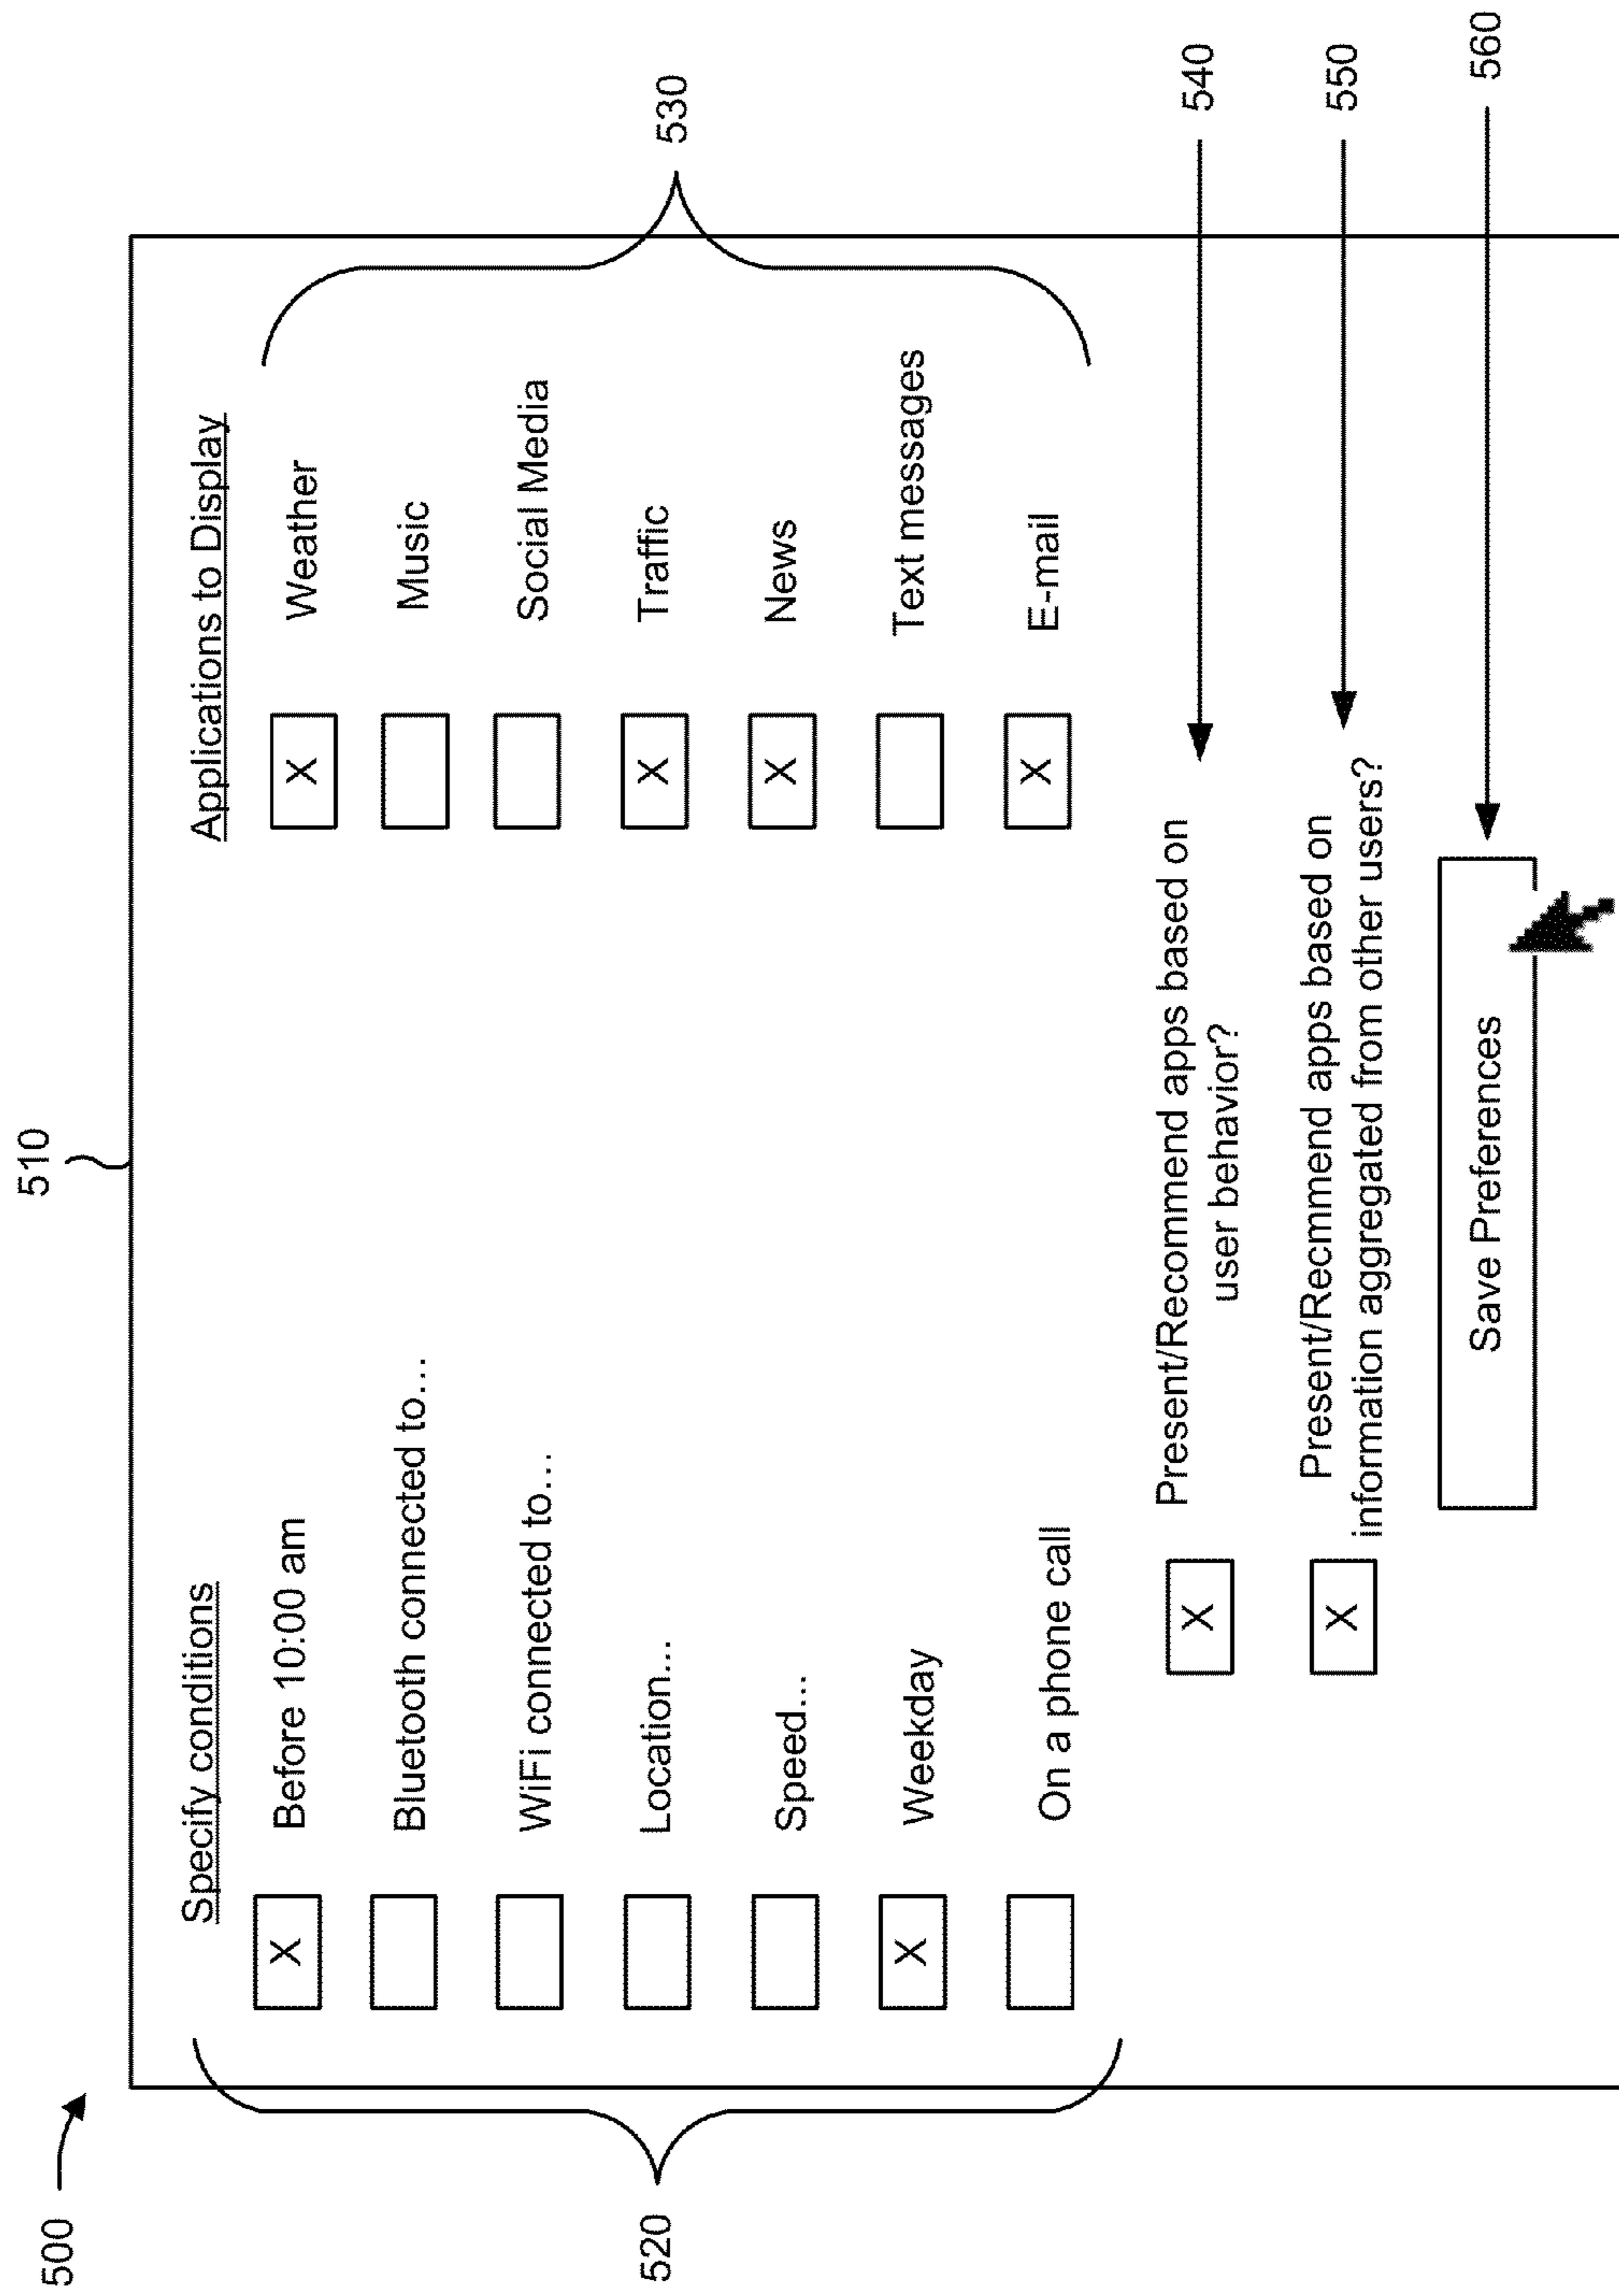 500
510
Specify conditions
X Before 10:00 am
Bluetooth connected to...
WiFi connected to...
Location...
Speed...
X Weekday
On a phone call
520
Applications to Display
X Weather
Music
Social Media
X Traffic
X News
Text messages
X E-mail
530
X Present/Recommend apps based on
user behavior?
540
X Present/Recmmend apps based on
information aggregated from other users?
550
Save Preferences
560